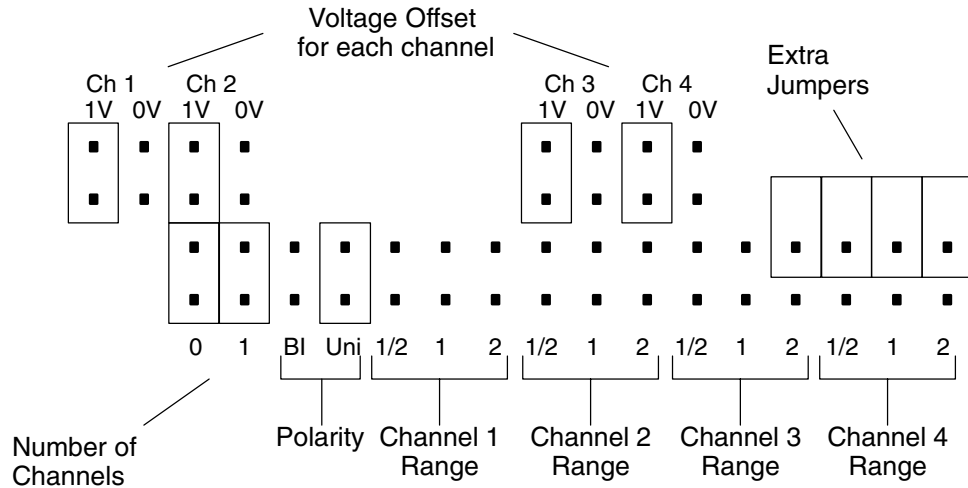 Voltage Offset
for each channel
Extra
Jumpers
Ch 1 Ch 2 Ch 3 Ch 4
1V 0V 1V 0V 1V 0V 1V 0V
0 1 BI Uni 1/2 1 2 1/2 1 2 1/2 1 2 1/2 1 2
Number of
Channels
Polarity
Channel 1
Range
Channel 2
Range
Channel 3
Range
Channel 4
Range